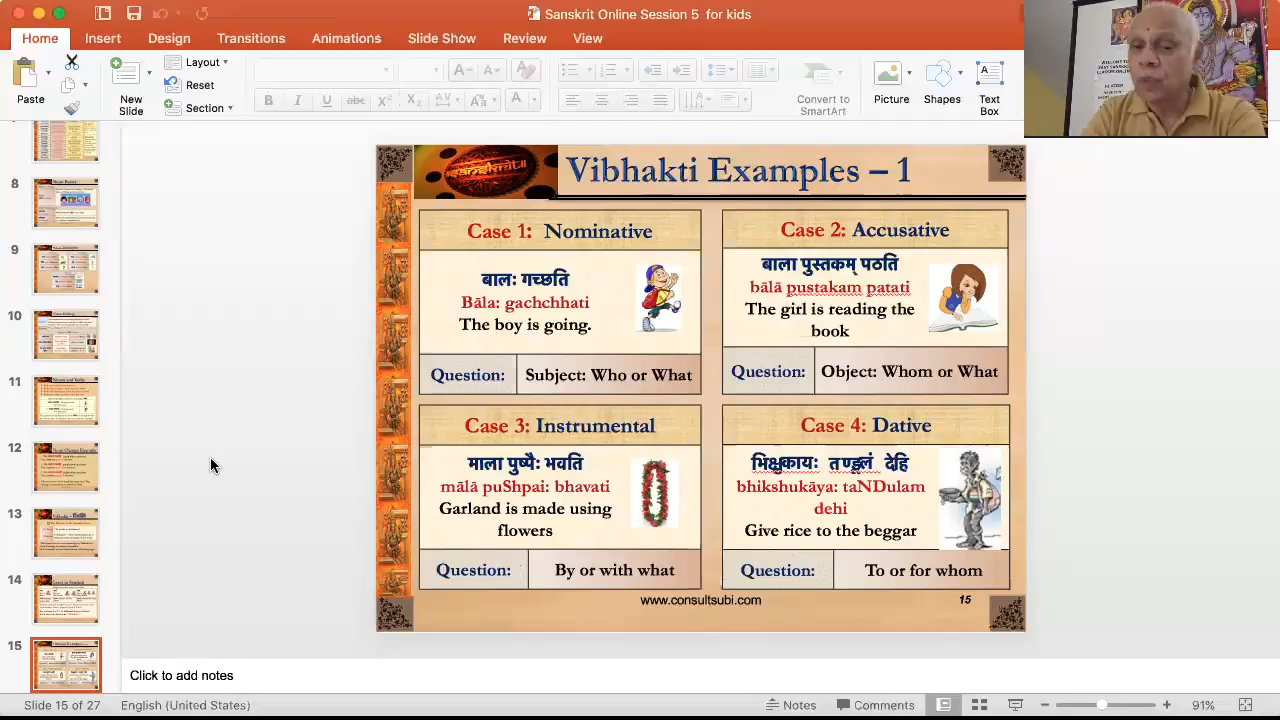 Sanskrit Online Session 5 for kids
Home Insert Design Transitions Animations Slide Show Review View
Paste
New
Slide
Layout
Reset
Section
Convert to
SmartArt
Picture
Shapes
Text
Box
8
9
10
11
12
13
14
15
Vibhakti Examples – 1
Case 1: Nominative
बालः गच्छति
Bāla: gachchhati
The boy is going.
Question: Subject: Who or What
Case 2: Accusative
बाला पुस्तकम् पठति
bālā pustakam patati
The girl is reading the
book
Question: Object: Whom or What
Case 3: Instrumental
माला पुष्पैः भवति
mālā puShpai: bhavati
Garland is made using
flowers
Question: By or with what
Case 4: Dative
देहि
bhikshukāya: taNDulam
dehi
Give rice to the beggar
Question: To or for whom
www.consultsubi.com
15
Click to add notes
Slide 15 of 27 English (United States) Notes Comments 91%